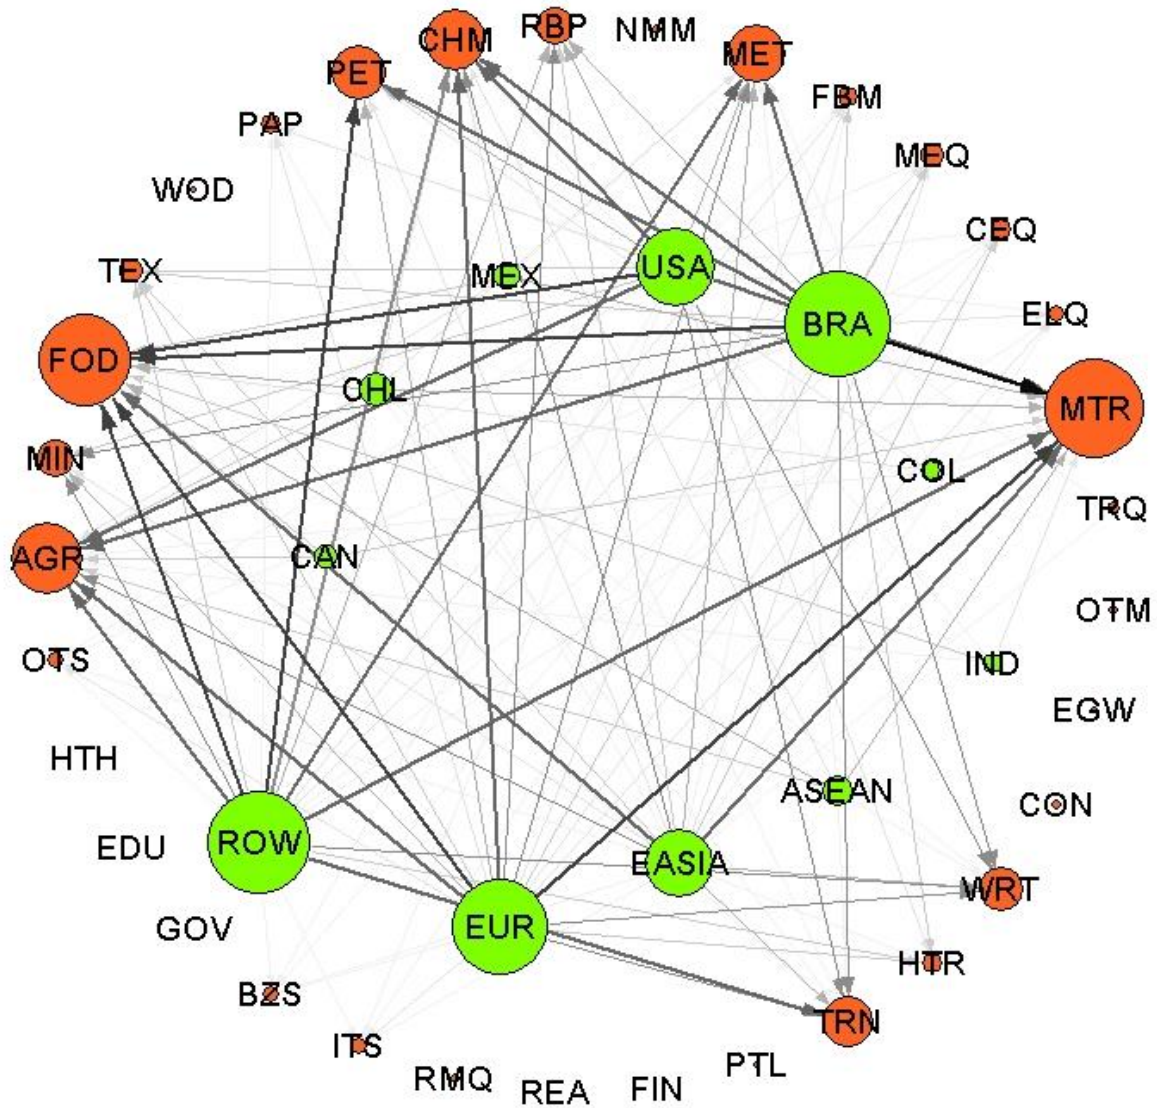 RBP
NMM
CHM
MET
PET
FBM
PAP
MEQ
WOD
CEQ
TEX
MEX
USA
ELQ
BRA
FOD
CHL
MTR
MIN
COL
TRQ
AGR
CAN
OTM
OTS
IND
EGW
HTH
ASEAN
CON
EDU
ROW
EASIA
WRT
GOV
EUR
HTR
BZS
TRN
ITS
PTL
RMQ
REA
FIN